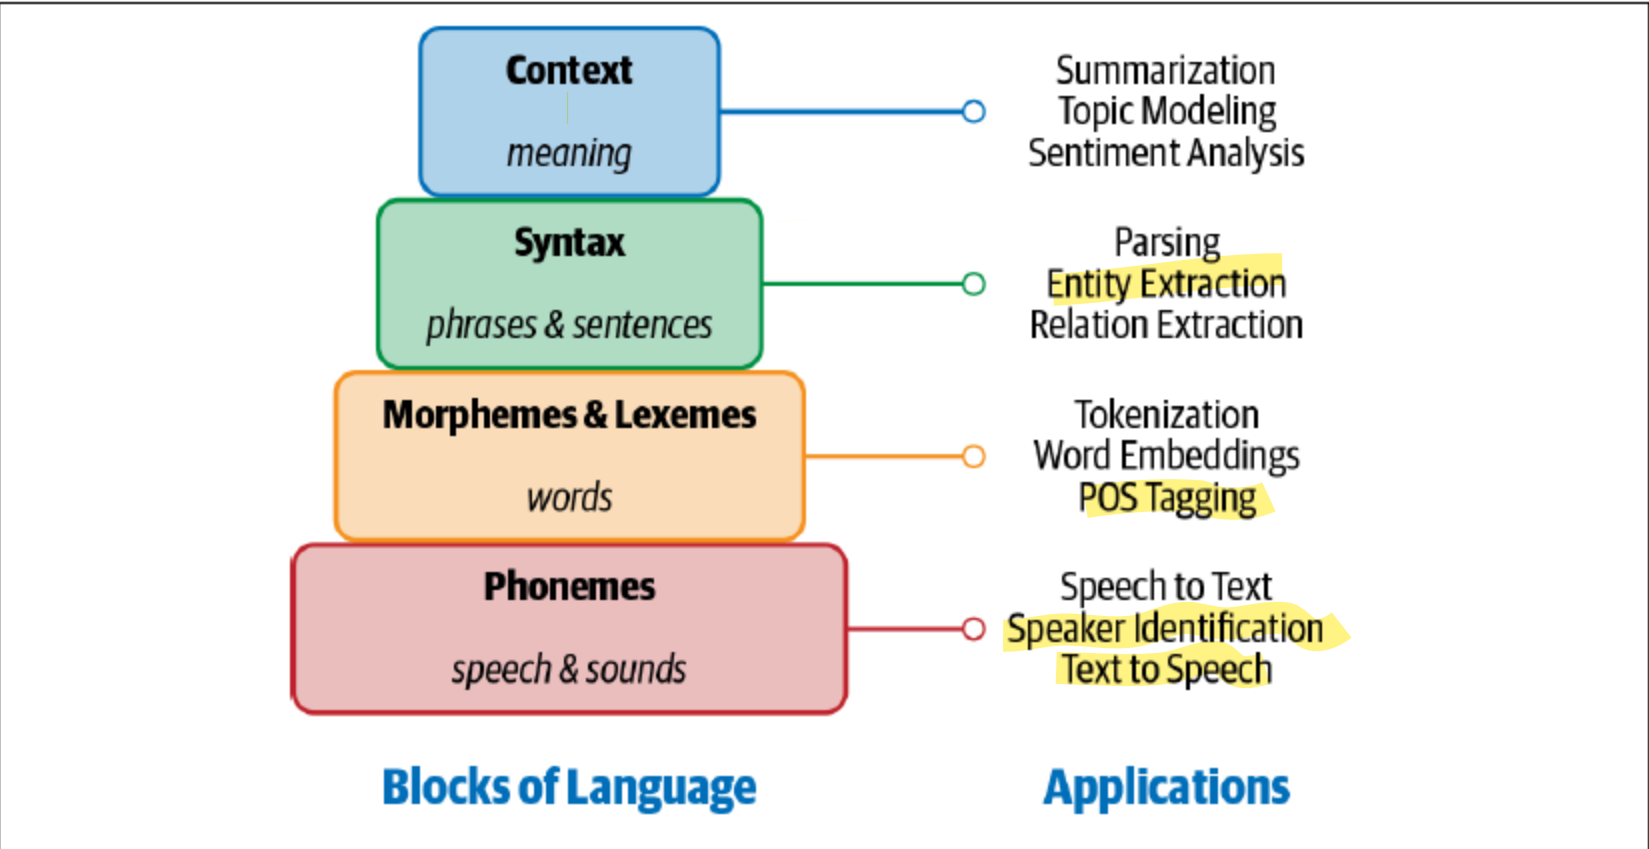 Context
meaning
Summarization
Topic Modeling
Sentiment Analysis
Syntax
phrases & sentences
Parsing
Entity Extraction
Relation Extraction
Morphemes & Lexemes
words
Tokenization
Word Embeddings
POS Tagging
Phonemes
speech & sounds
Speech to Text
Speaker Identification
Text to Speech
Blocks of Language
Applications